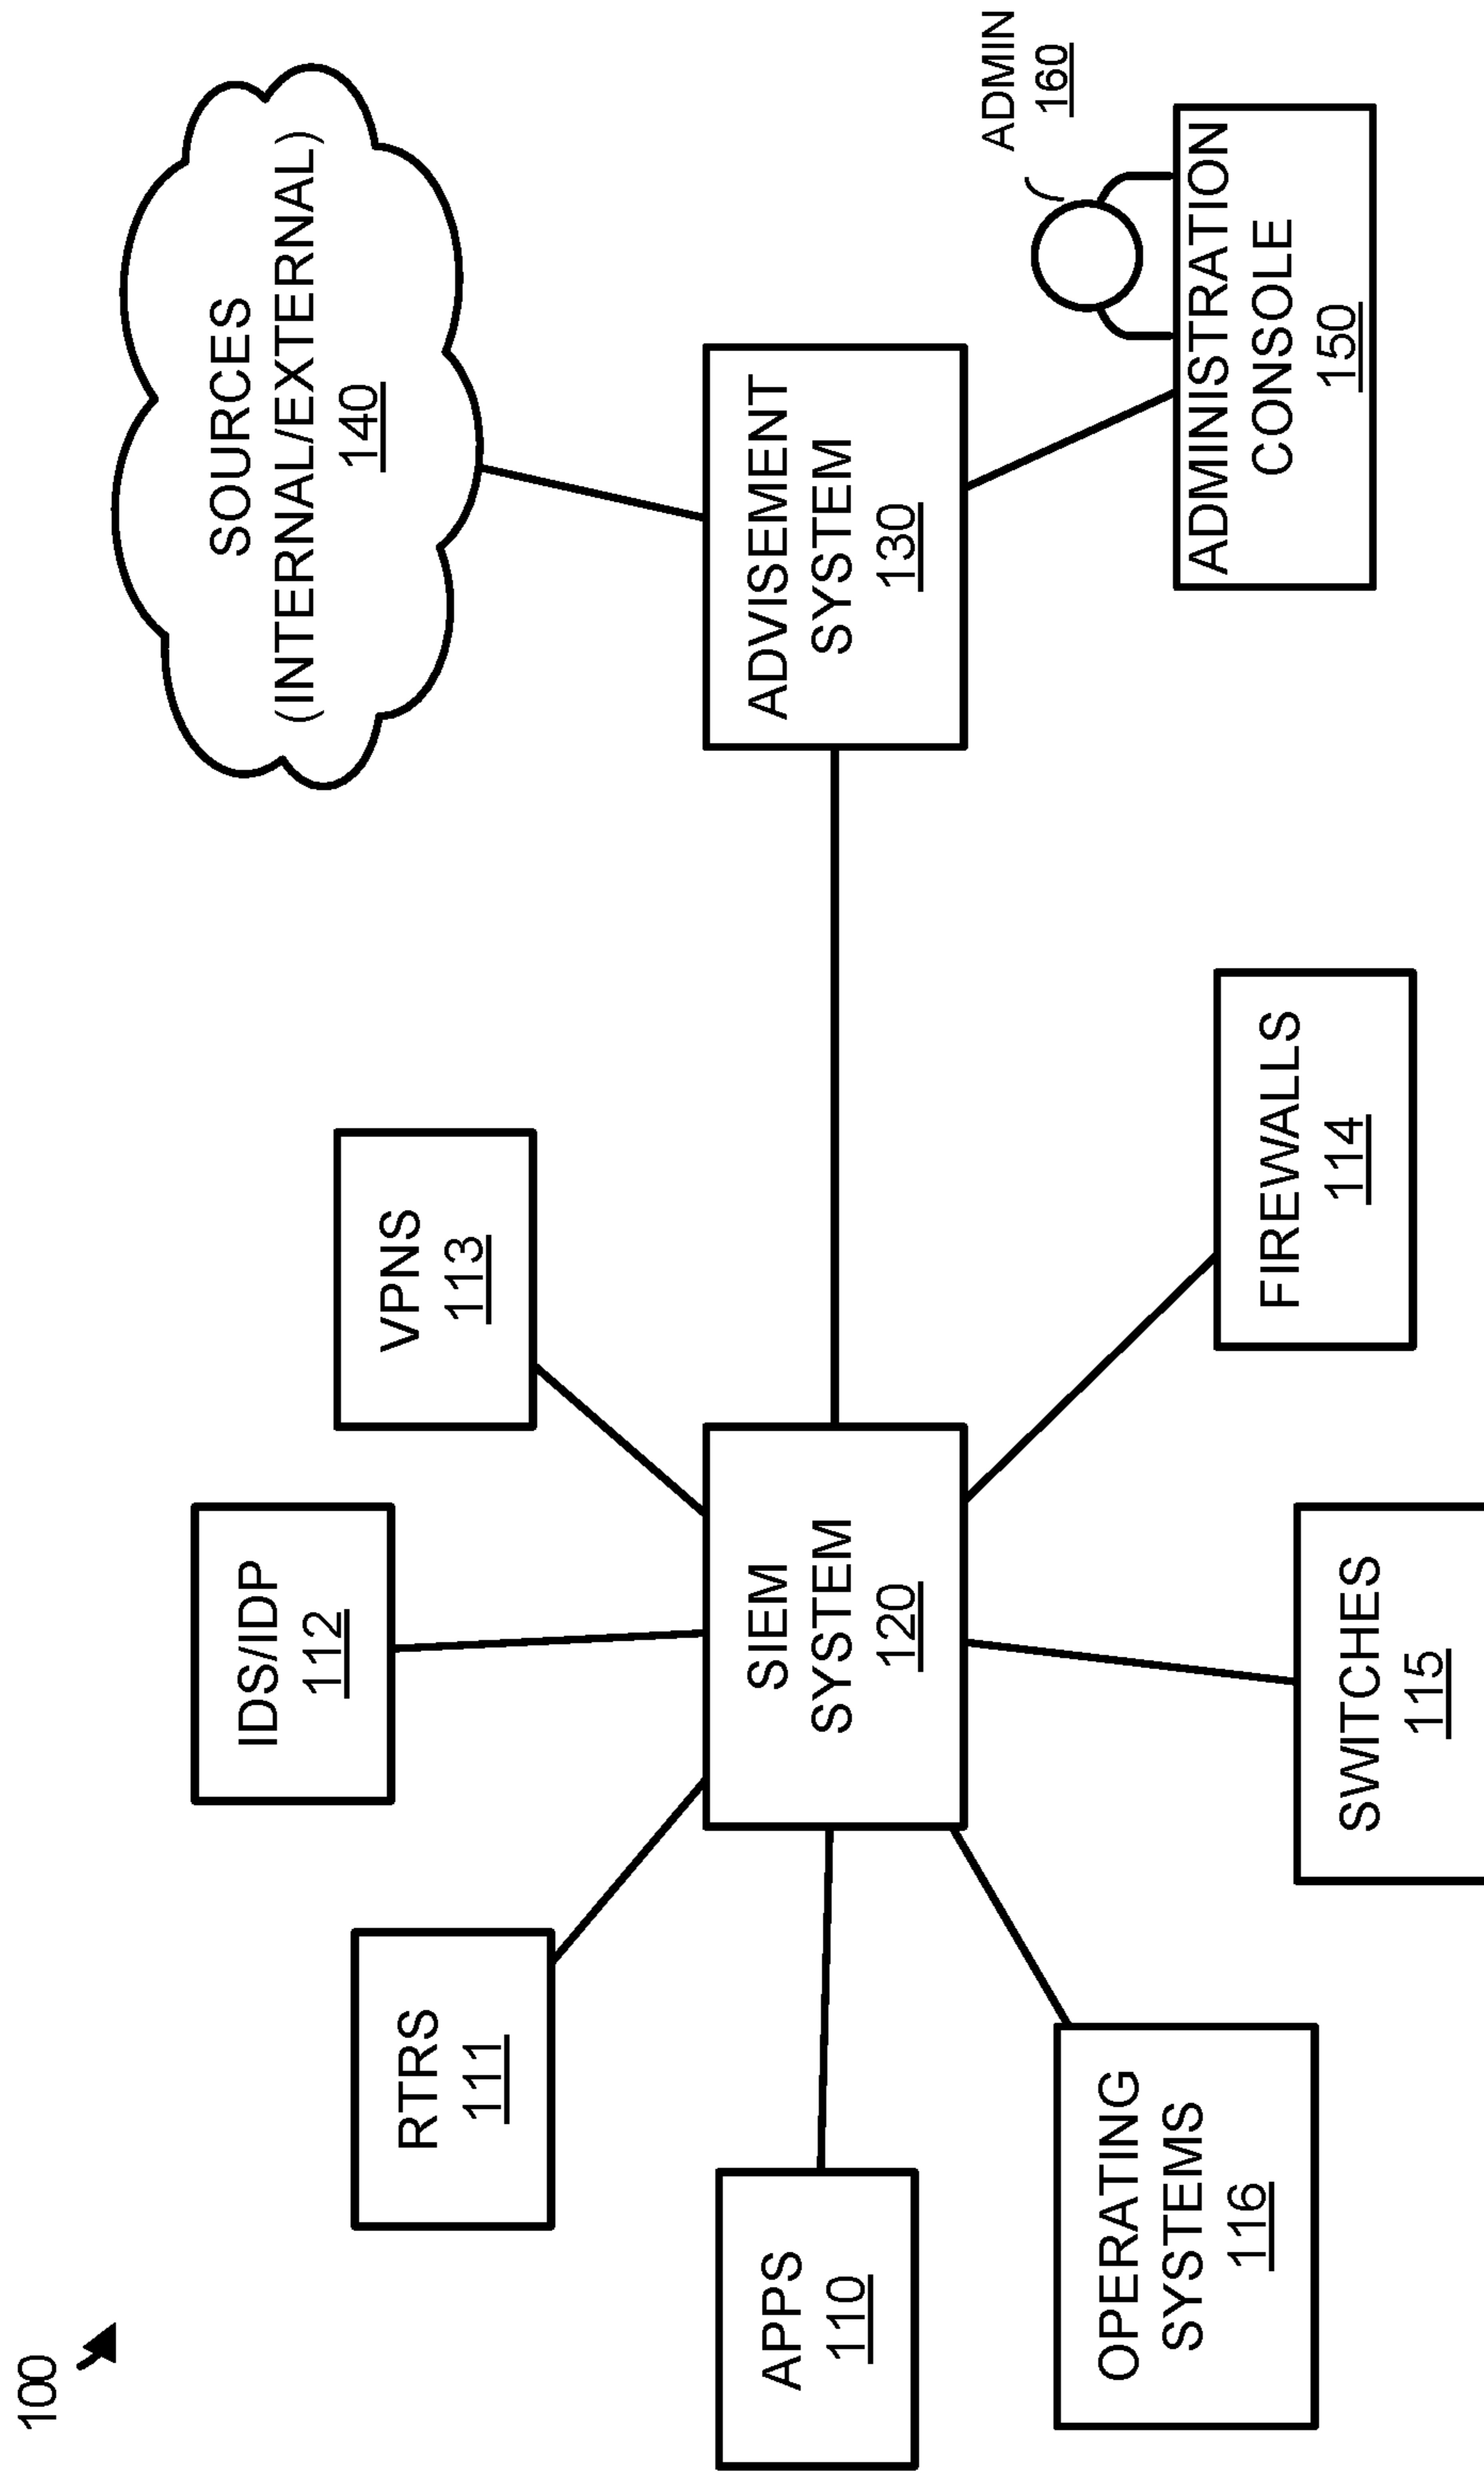 100
SOURCES
(INTERNAL/EXTERNAL)
140
IDS/IDP
112
VPNS
113
RTRS
111
APPS
110
SIEM
SYSTEM
120
ADVISEMENT
SYSTEM
130
ADMIN
160
ADMINISTRATION
CONSOLE
150
OPERATING
SYSTEMS
116
SWITCHES
115
FIREWALLS
114